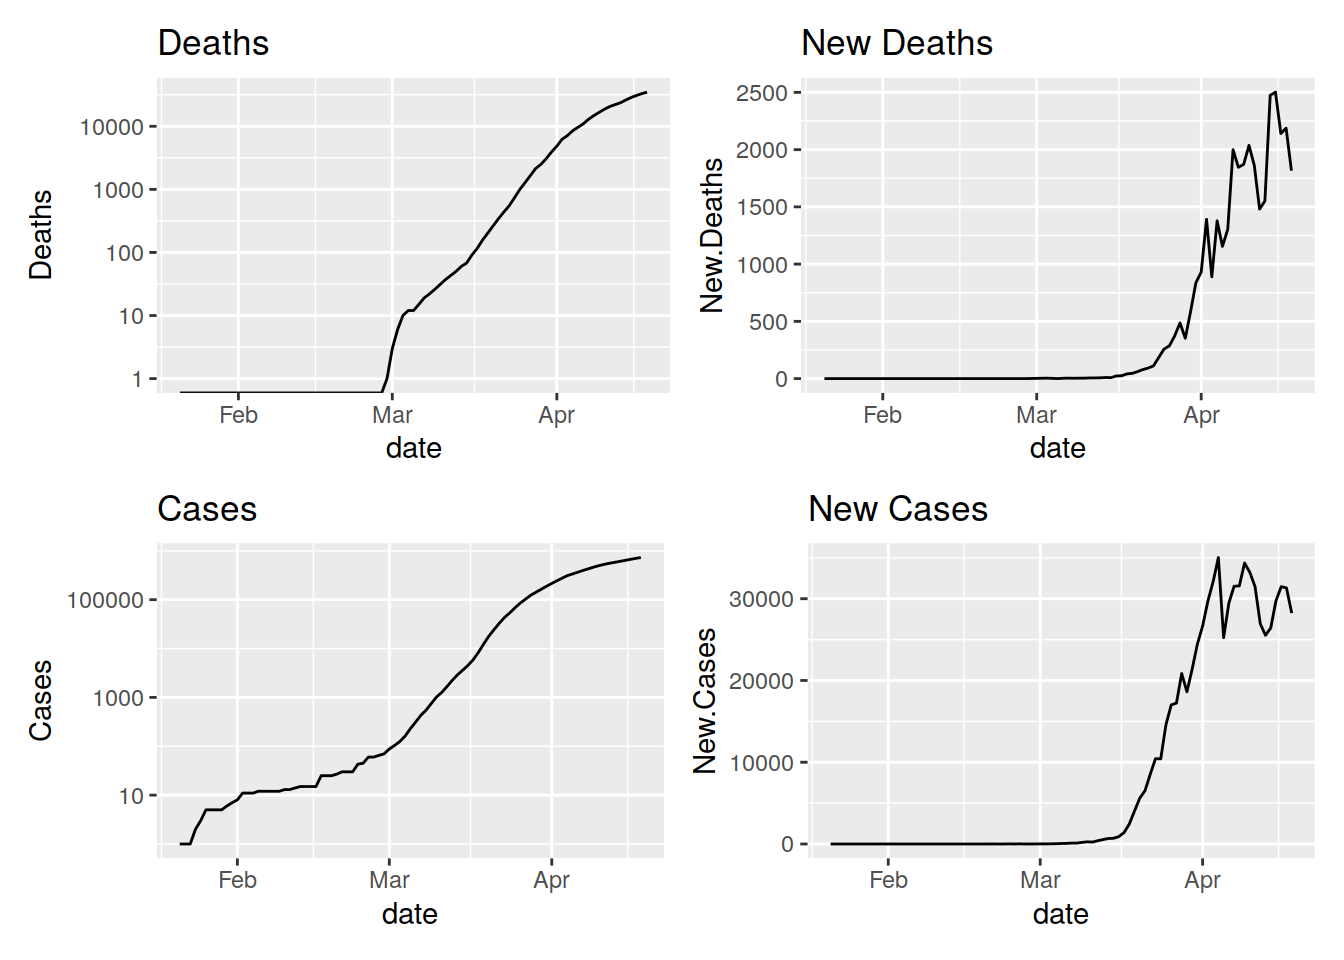 Deaths
Deaths
10000
1000
100
10
1
Feb Mar Apr
date
New Deaths
New.Deaths
2500
2000
1500
1000
500
0
Feb Mar Apr
date
Cases
Cases
100000
1000
10
Feb Mar Apr
date
New Cases
New.Cases
30000
20000
10000
0
Feb Mar Apr
date